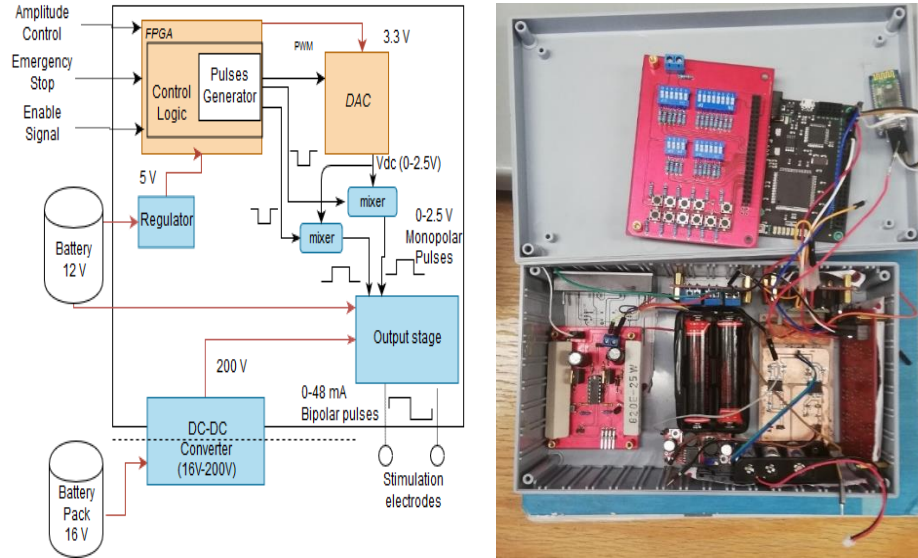 Amplitude
Control
FPGA
Emergency
Stop
Control
Logic
Pulses
Generator
Enable
Signal
PWM
3.3 V
DAC
Vdc (0-2.5V)
5 V
Regulator
mixer
mixer
0-2.5 V
Monopolar
Pulses
Battery
12 V
Output stage
200 V
0-48 mA
Bipolar pulses
DC-DC
Converter
(16V-200V)
Stimulation
electrodes
Battery
Pack
16 V
820E-25W